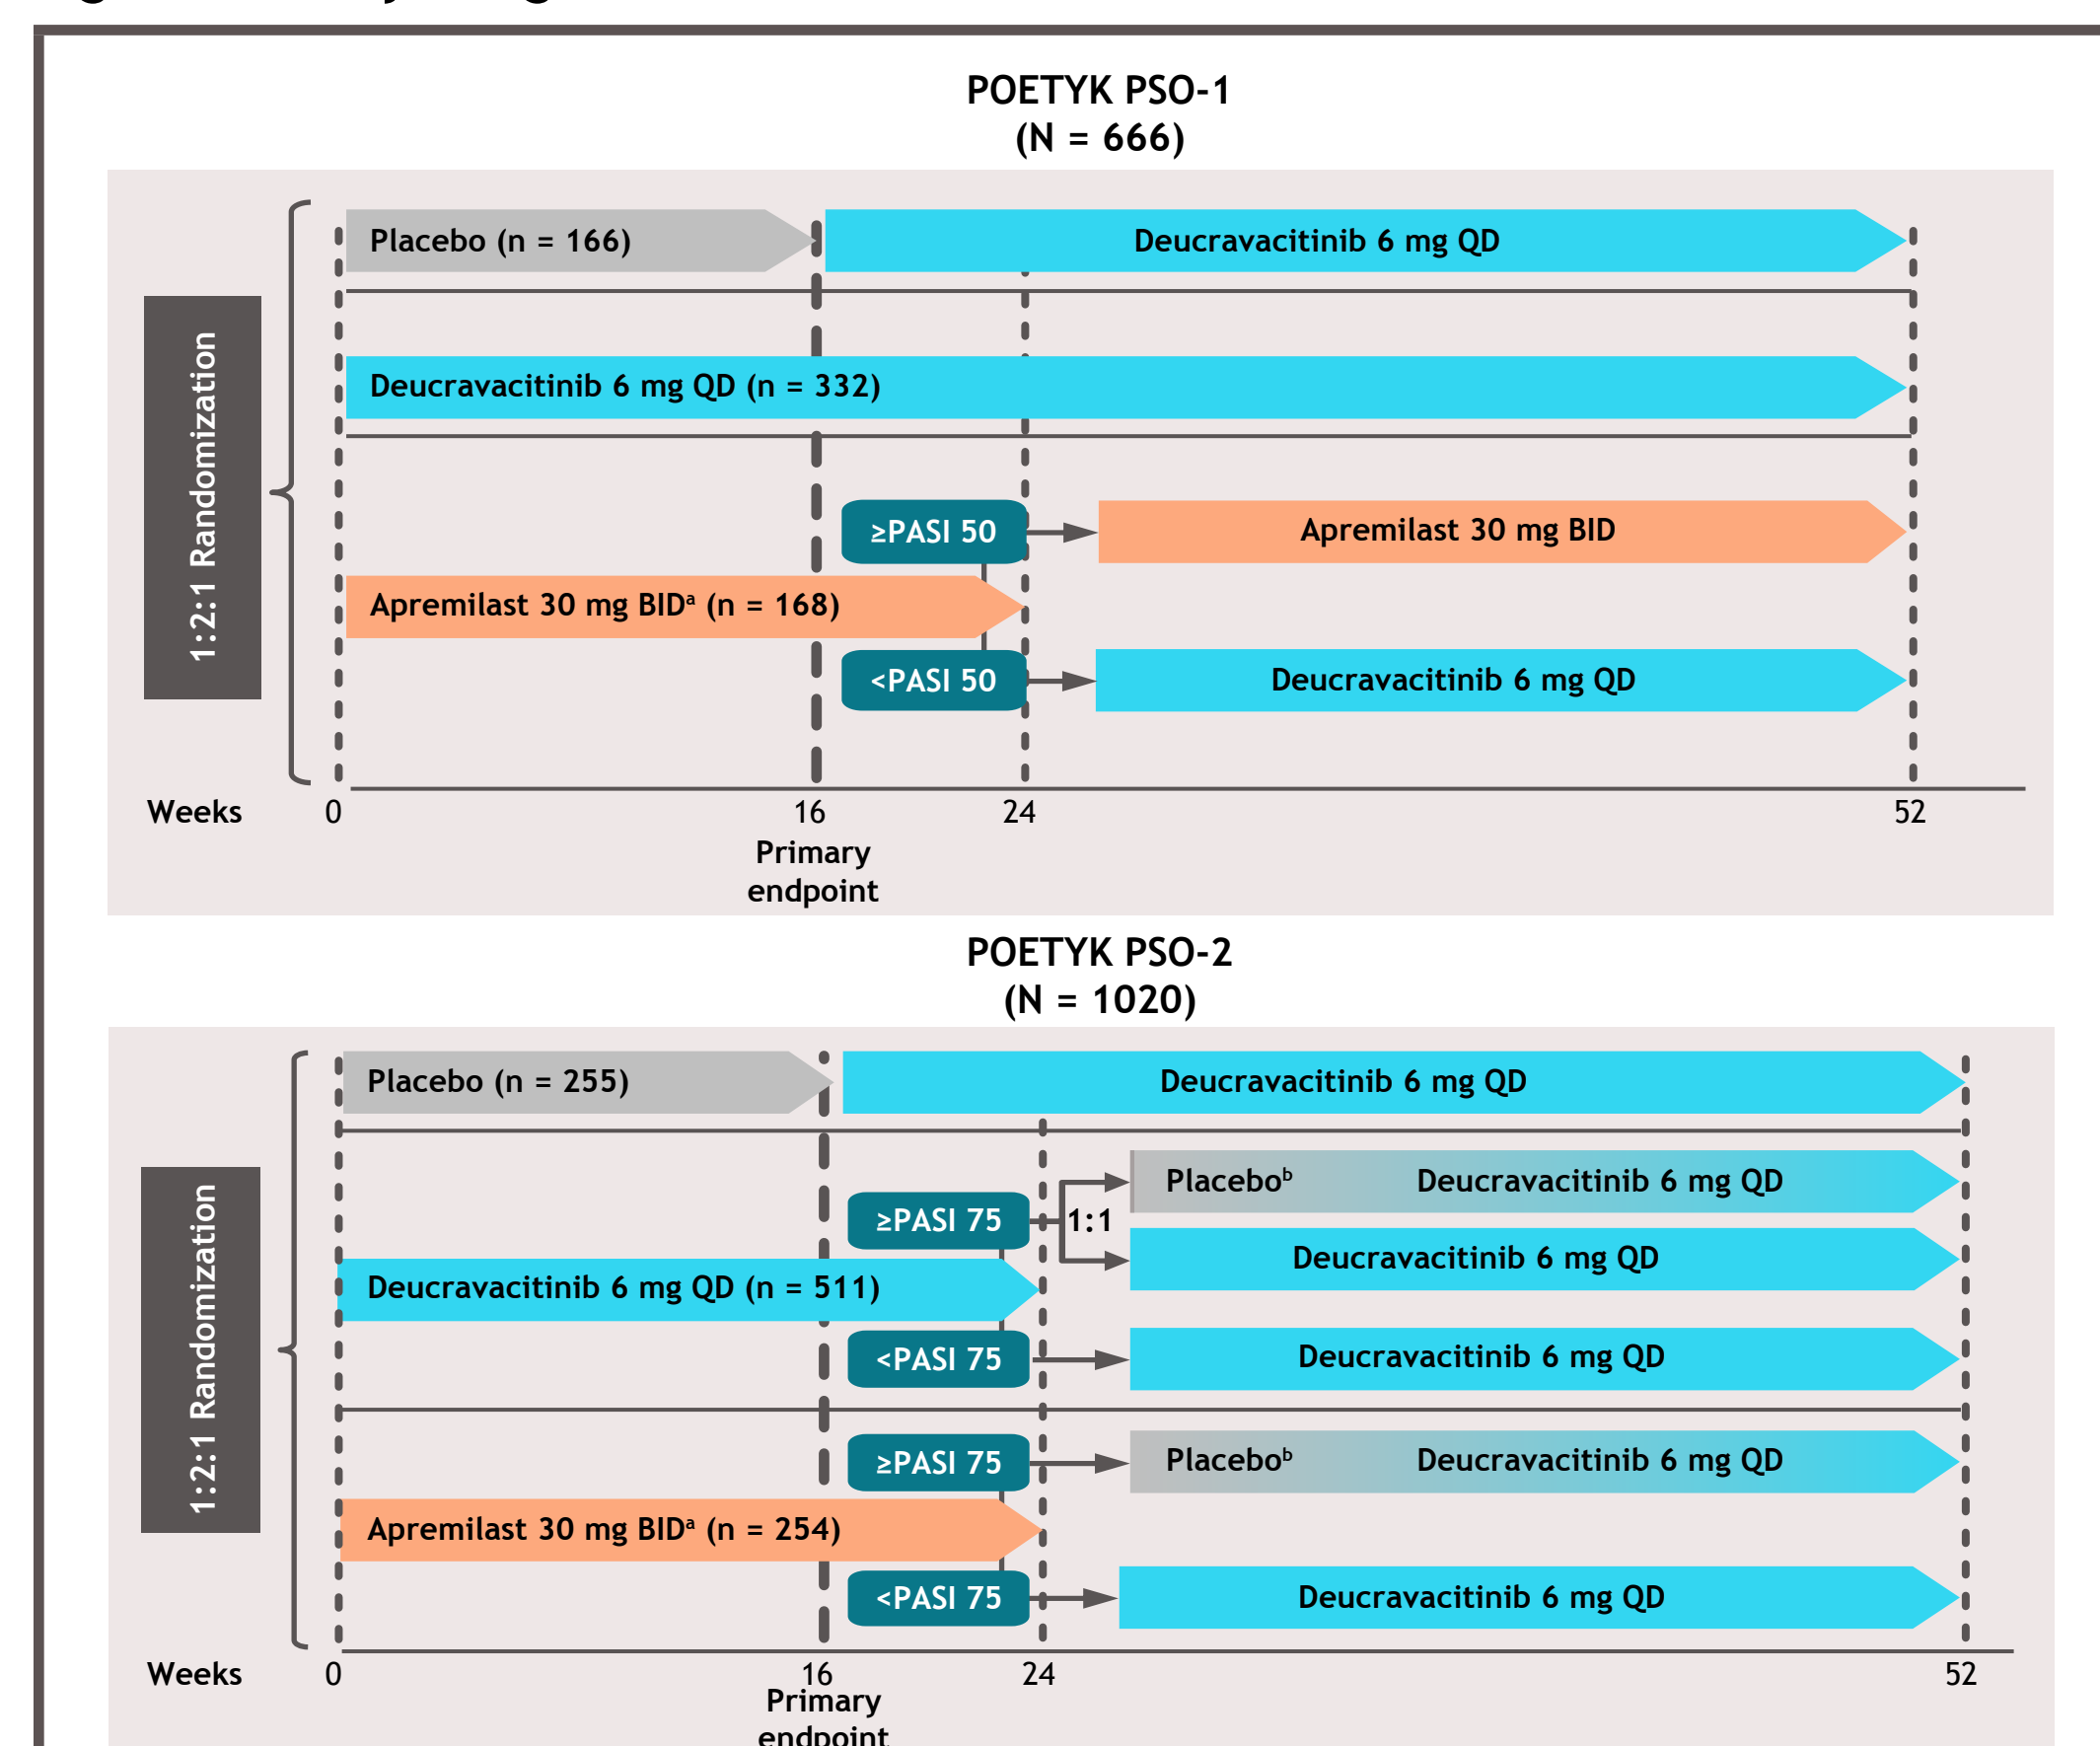 POETYK PSO-1
(N = 666)
1:2:1 Randomization
Placebo (n = 166)
Deucravacitinib 6 mg QD
Deucravacitinib 6 mg QD (n = 332)
≥PASI 50
Apremilast 30 mg BID
Apremilast 30 mg BIDᵃ (n = 168)
<PASI 50
Deucravacitinib 6 mg QD
Weeks
0
16
24
52
Primary
endpoint
POETYK PSO-2
(N = 1020)
1:2:1 Randomization
Placebo (n = 255)
Deucravacitinib 6 mg QD
Placeboᵇ
Deucravacitinib 6 mg QD
≥PASI 75
1:1
Deucravacitinib 6 mg QD
Deucravacitinib 6 mg QD (n = 511)
<PASI 75
Deucravacitinib 6 mg QD
≥PASI 75
Placeboᵇ
Deucravacitinib 6 mg QD
Apremilast 30 mg BIDᵃ (n = 254)
<PASI 75
Deucravacitinib 6 mg QD
Weeks
0
16
24
52
Primary
endpoint